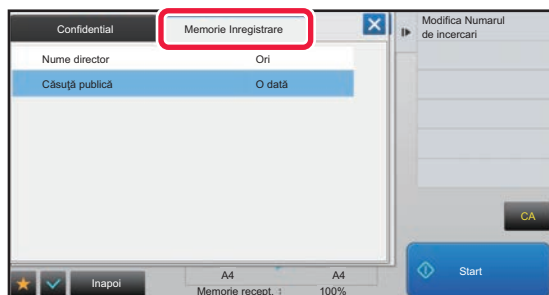 Confidential Memorie Inregistrare
Modifica Numarul
de incercari
Nume director Ori
Căsuţă publică O dată
CA
Start
Inapoi
A4 A4
Memorie recept. : 100%